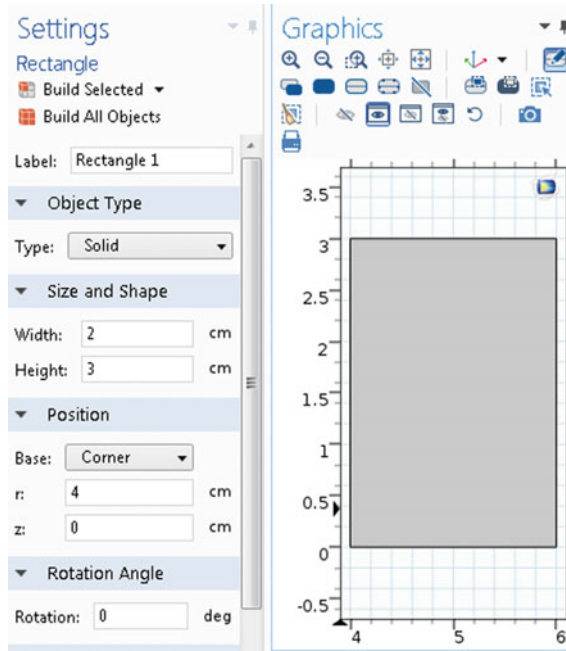 Settings
Rectangle
Build Selected
Build All Objects
Label: Rectangle 1
Object Type
Type: Solid
Size and Shape
Width: 2 cm
Height: 3 cm
Position
Base: Corner
r: 4 cm
z: 0 cm
Rotation Angle
Rotation: 0 deg
Graphics
3.5
3
2.5
2
1.5
1
0.5
0
-0.5
4 5 6